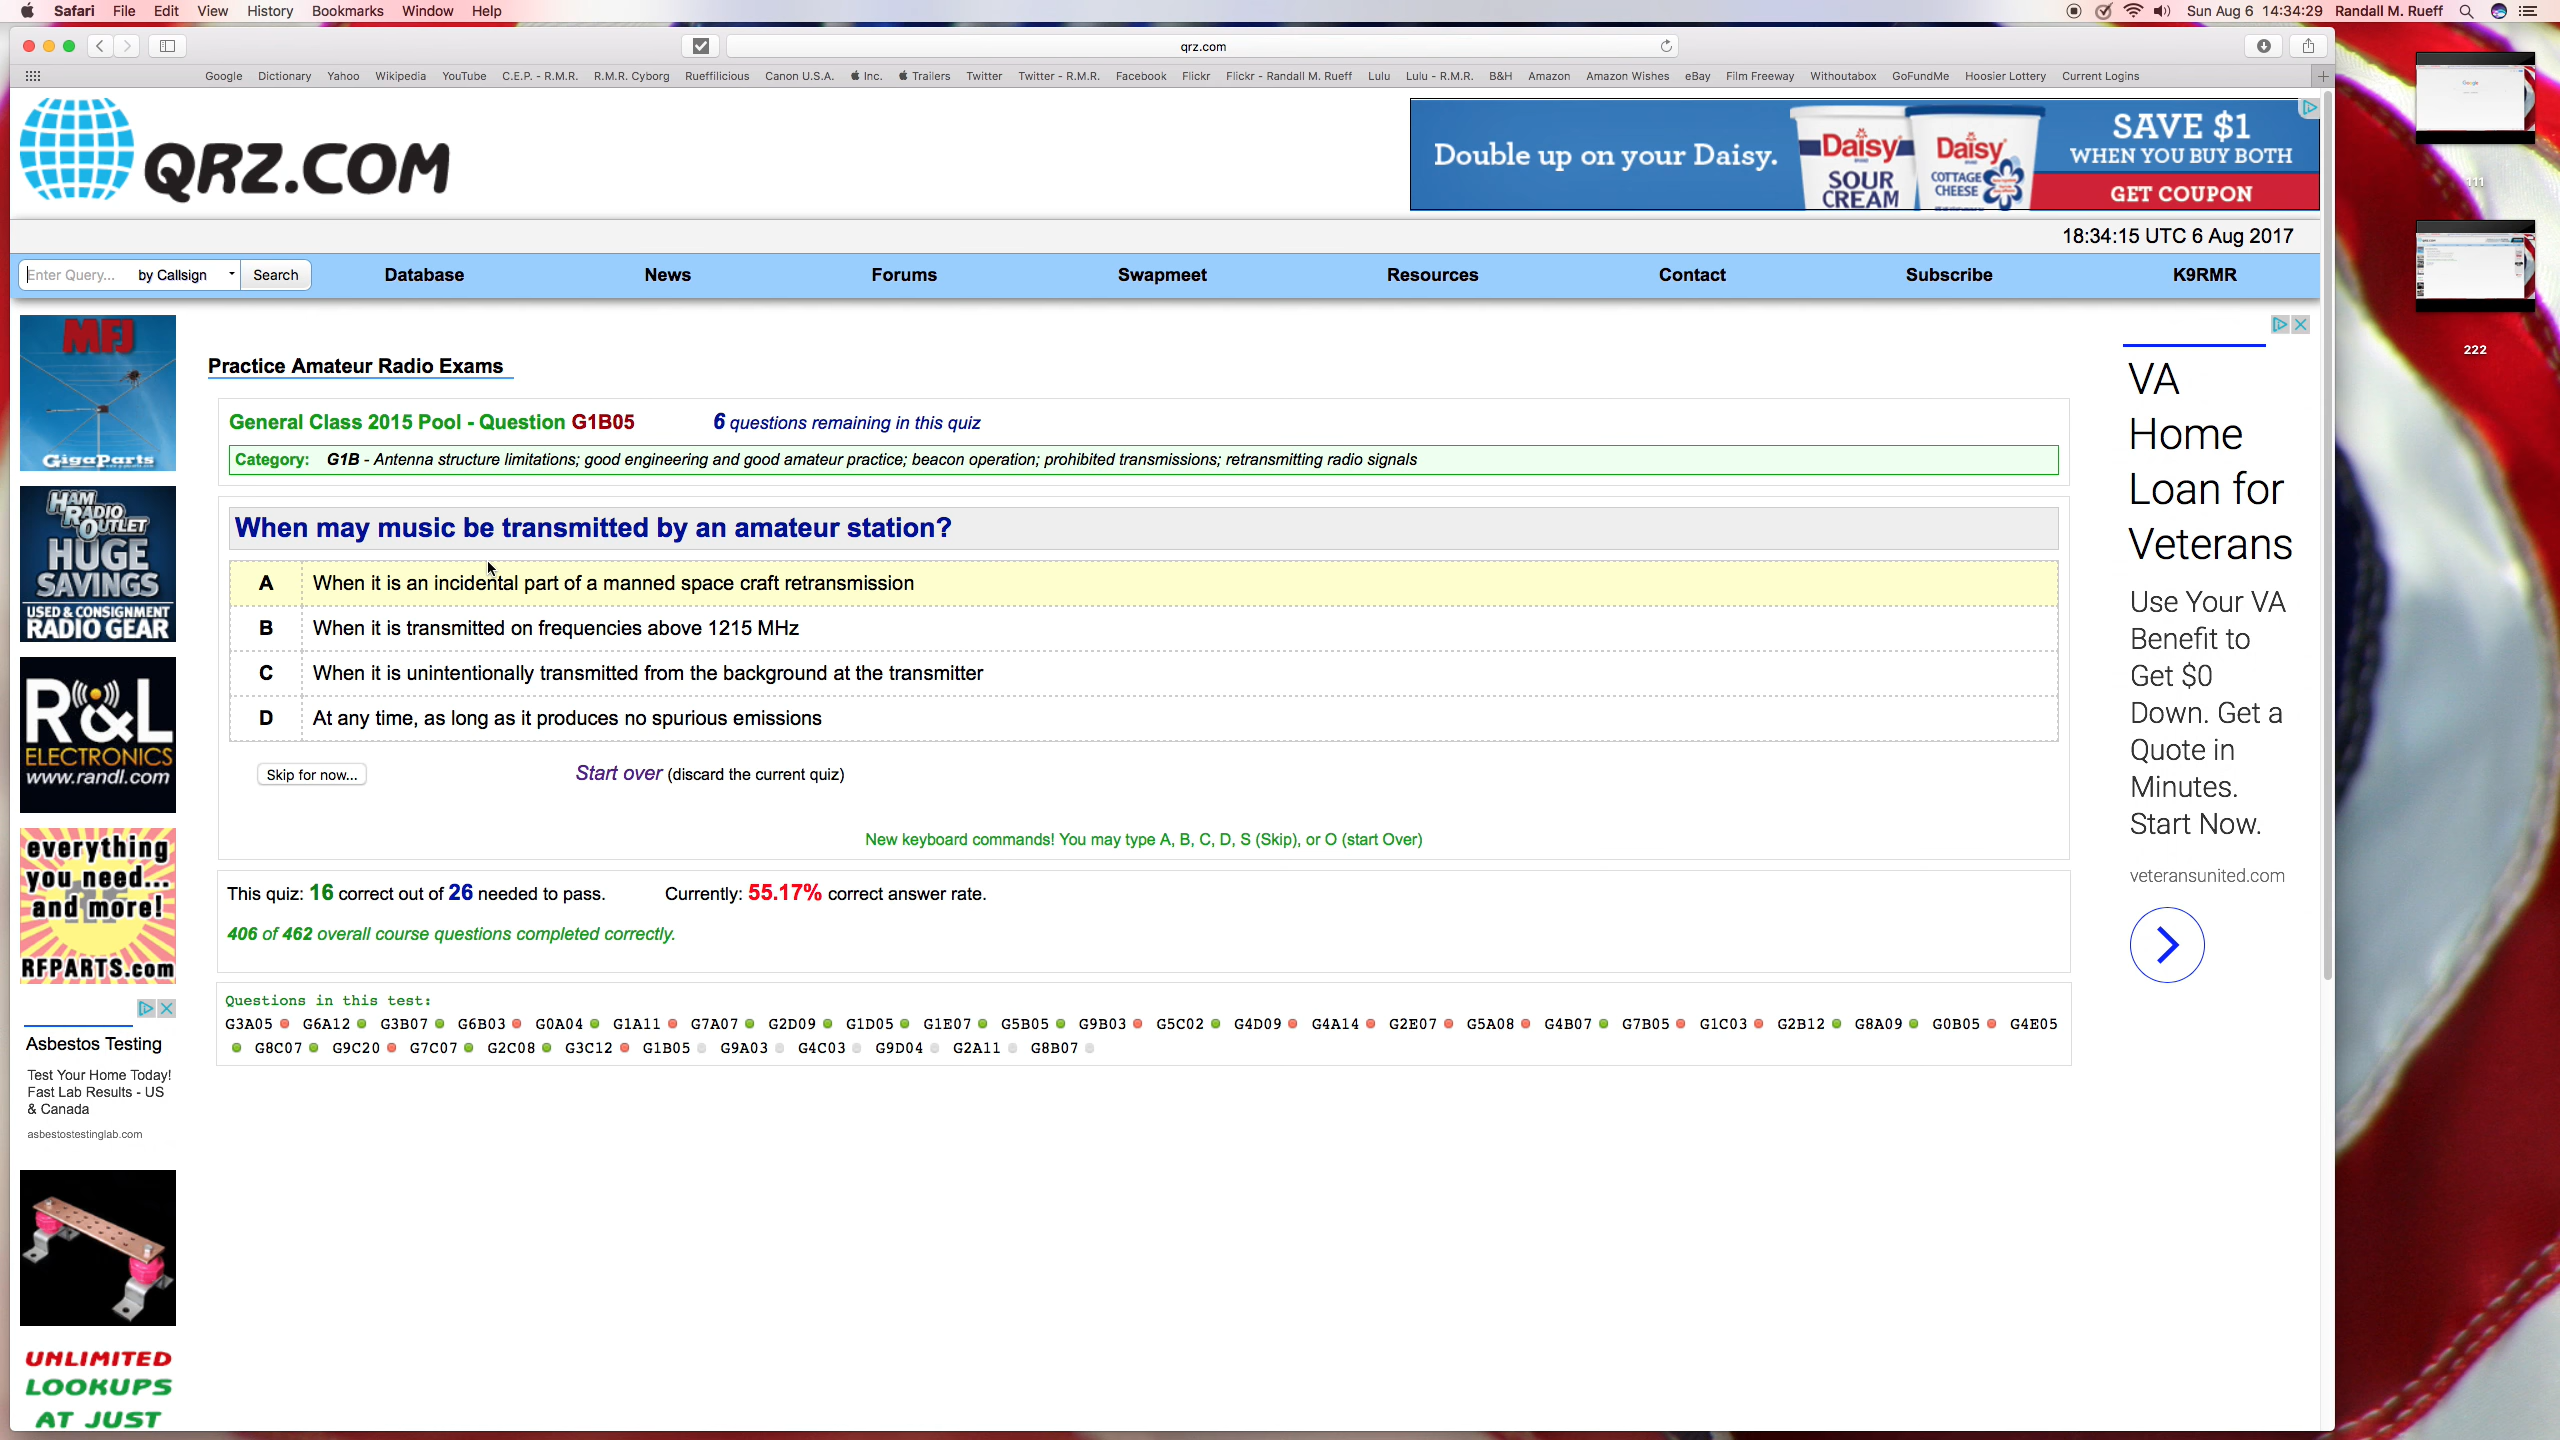 Safari File Edit View History Bookmarks Window Help
Sun Aug 6 14:34:29 Randall M. Rueff
qrz.com
Google Dictionary Yahoo Wikipedia YouTube C.E.P. - R.M.R. R.M.R. Cyborg Rueffilicious Canon U.S.A. Inc. Trailers Twitter Twitter - R.M.R. Facebook Flickr Flickr - Randall M. Rueff Lulu Lulu - R.M.R. B&H Amazon Amazon Wishes eBay Film Freeway Withoutabox GoFundMe Hoosier Lottery Current Logins
QRZ.COM
Double up on your Daisy.
Daisy
SOUR
CREAM
Daisy
COTTAGE
CHEESE
SAVE $1
WHEN YOU BUY BOTH
GET COUPON
111
222
18:34:15 UTC 6 Aug 2017
Enter Query... by Callsign Search Database News Forums Swapmeet Resources Contact Subscribe K9RMR
MFJ
GigaParts
HAM
RADIO
OUTLET
HUGE
SAVINGS
USED & CONSIGNMENT
RADIO GEAR
R&L
ELECTRONICS
www.randl.com
everything
you need...
and more!
RFPARTS.com
Asbestos Testing
Test Your Home Today!
Fast Lab Results - US
& Canada
asbestostestinglab.com
UNLIMITED
LOOKUPS
AT JUST
Practice Amateur Radio Exams
General Class 2015 Pool - Question G1B05 6 questions remaining in this quiz
Category: G1B - Antenna structure limitations; good engineering and good amateur practice; beacon operation; prohibited transmissions; retransmitting radio signals
When may music be transmitted by an amateur station?
A When it is an incidental part of a manned space craft retransmission
B When it is transmitted on frequencies above 1215 MHz
C When it is unintentionally transmitted from the background at the transmitter
D At any time, as long as it produces no spurious emissions
Skip for now... Start over (discard the current quiz)
New keyboard commands! You may type A, B, C, D, S (Skip), or O (start Over)
This quiz: 16 correct out of 26 needed to pass. Currently: 55.17% correct answer rate.
406 of 462 overall course questions completed correctly.
Questions in this test:
G3A05 G6A12 G3B07 G6B03 G0A04 G1A11 G7A07 G2D09 G1D05 G1E07 G5B05 G9B03 G5C02 G4D09 G4A14 G2E07 G5A08 G4B07 G7B05 G1C03 G2B12 G8A09 G0B05 G4E05
G8C07 G9C20 G7C07 G2C08 G3C12 G1B05 G9A03 G4C03 G9D04 G2A11 G8B07
VA
Home
Loan for
Veterans
Use Your VA
Benefit to
Get $0
Down. Get a
Quote in
Minutes.
Start Now.
veteransunited.com